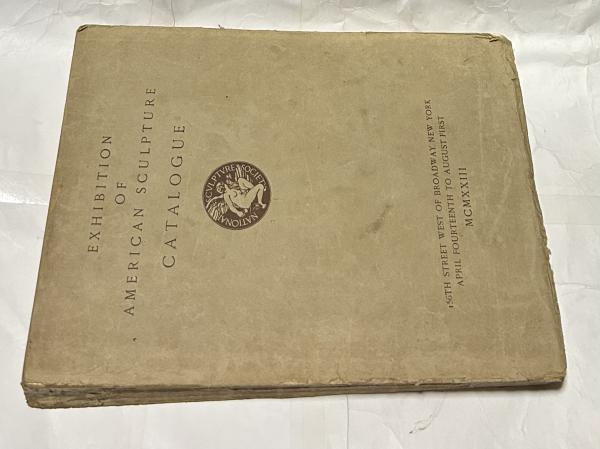 EXHIBITION
OF
AMERICAN SCULPTURE
CATALOGUE
NATIONAL SCULPTURE SOCIETY
156TH STREET WEST OF BROADWAY, NEW YORK
APRIL FOURTEENTH TO AUGUST FIRST
MCMXXIII